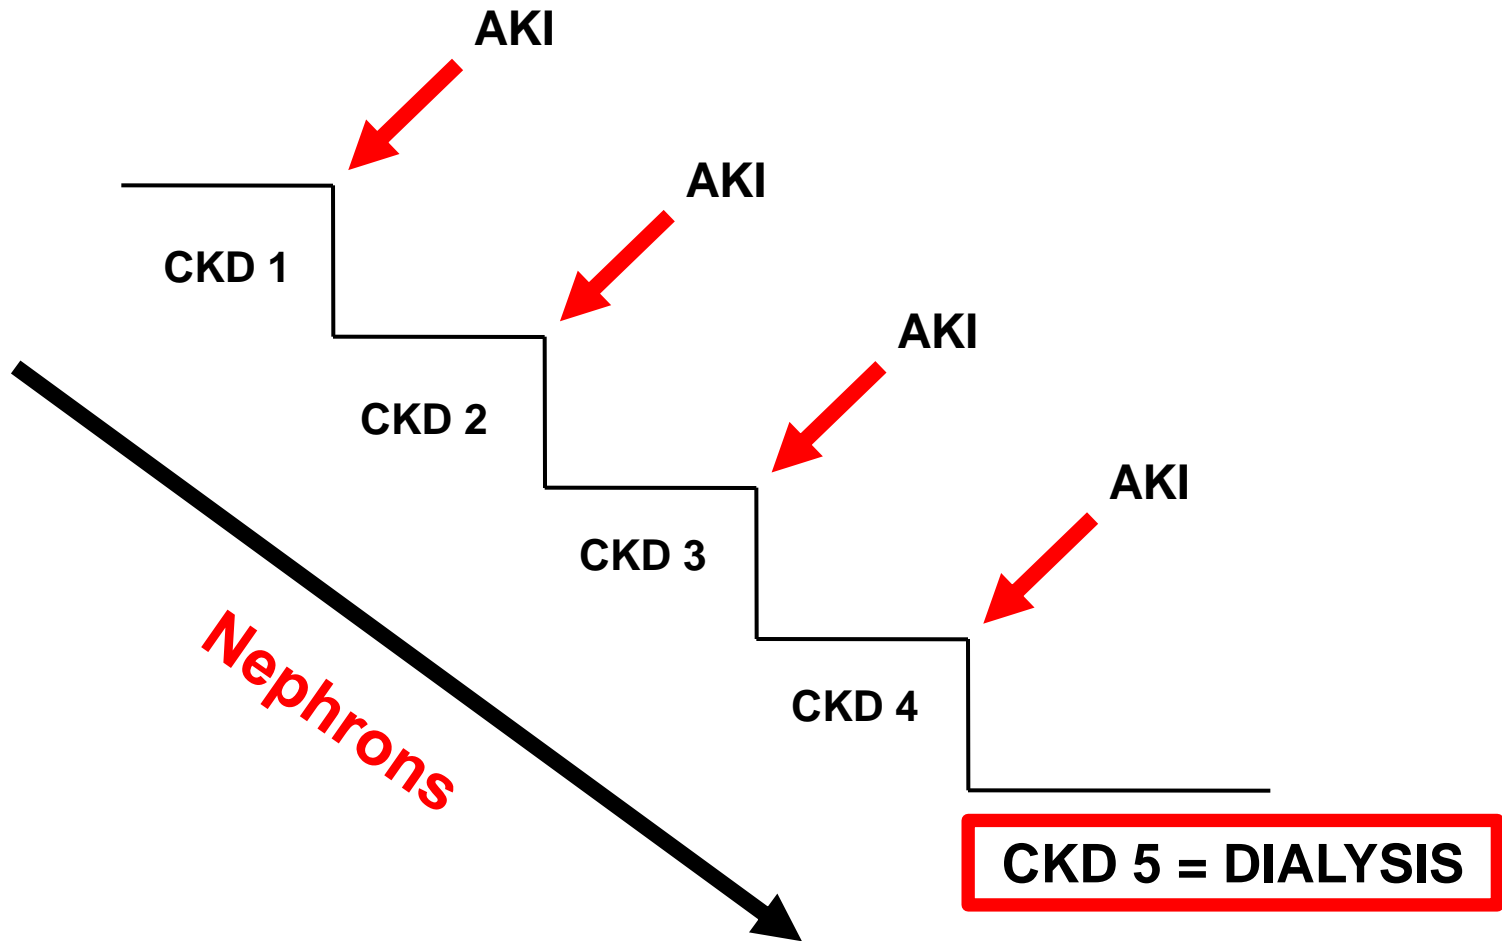 AKI
AKI
CKD 1
AKI
CKD 2
AKI
CKD 3
Nephrons
CKD 4
CKD 5 = DIALYSIS